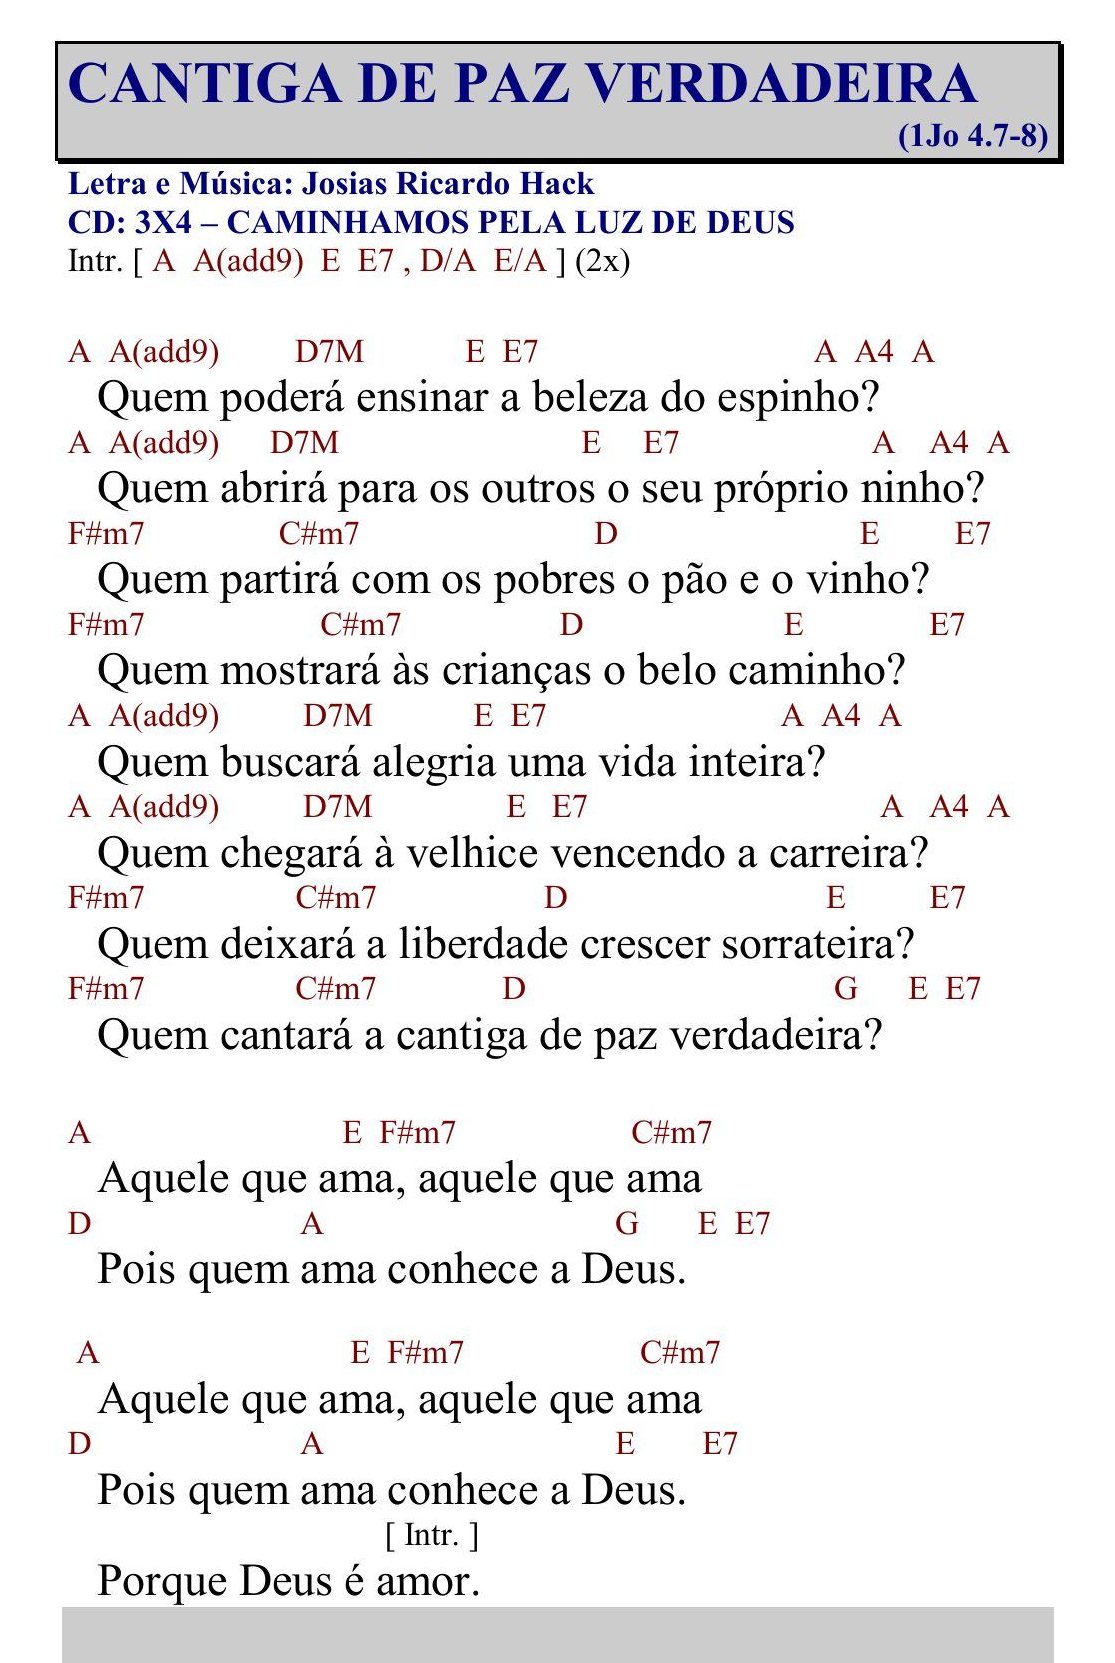 CANTIGA DE PAZ VERDADEIRA
(1Jo 4.7-8)
Letra e Música: Josias Ricardo Hack
CD: 3X4 – CAMINHAMOS PELA LUZ DE DEUS
Intr. [ A A(add9) E E7 , D/A E/A ] (2x)
A A(add9) D7M E E7 A A4 A
Quem poderá ensinar a beleza do espinho?
A A(add9) D7M E E7 A A4 A
Quem abrirá para os outros o seu próprio ninho?
F#m7 C#m7 D E E7
Quem partirá com os pobres o pão e o vinho?
F#m7 C#m7 D E E7
Quem mostrará às crianças o belo caminho?
A A(add9) D7M E E7 A A4 A
Quem buscará alegria uma vida inteira?
A A(add9) D7M E E7 A A4 A
Quem chegará à velhice vencendo a carreira?
F#m7 C#m7 D E E7
Quem deixará a liberdade crescer sorrateira?
F#m7 C#m7 D G E E7
Quem cantará a cantiga de paz verdadeira?
A E F#m7 C#m7
Aquele que ama, aquele que ama
D A G E E7
Pois quem ama conhece a Deus.
A E F#m7 C#m7
Aquele que ama, aquele que ama
D A E E7
Pois quem ama conhece a Deus.
[ Intr. ]
Porque Deus é amor.